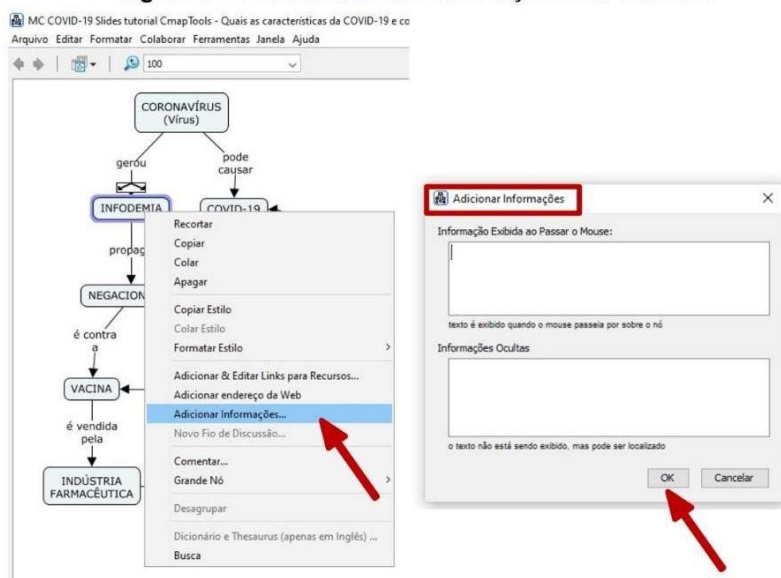 MC COVID-19 Slides tutorial CmapTools - Quais as características da COVID-19 e co
Arquivo Editar Formatar Colaborar Ferramentas Janela Ajuda
100
CORONAVÍRUS
(Vírus)
gerou
pode
causar
INFODEMIA
COVID-19
propag
NEGACION
é contra
a
VACINA
é vendida
pela
INDÚSTRIA
FARMACÊUTICA
Recortar
Copiar
Colar
Apagar
Copiar Estilo
Colar Estilo
Formatar Estilo
Adicionar & Editar Links para Recursos...
Adicionar endereço da Web
Adicionar Informações...
Novo Fio de Discussão...
Comentar...
Grande Nó
Desagrupar
Dicionário e Thesaurus (apenas em Inglês) ...
Busca
Adicionar Informações
Informação Exibida ao Passar o Mouse:
texto é exibido quando o mouse passeia por sobre o nó
Informações Ocultas
o texto não está sendo exibido, mas pode ser localizado
OK
Cancelar